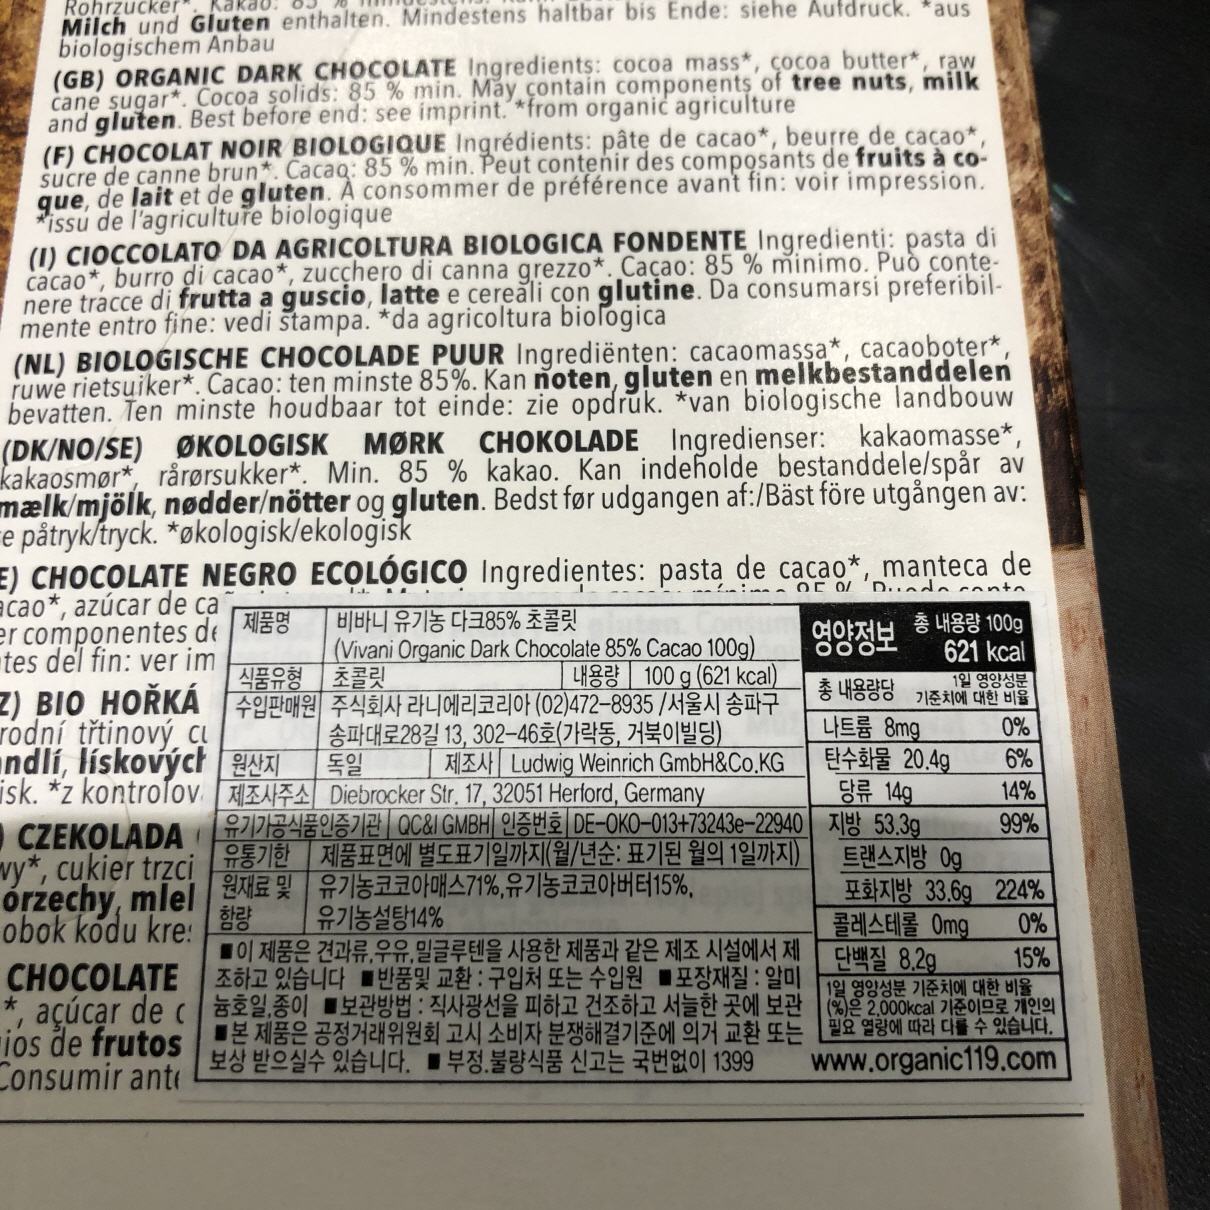 Milch und Gluten enthalten. Mindestens haltbar bis Ende: siehe Aufdruck. *aus
biologischem Anbau
(GB) ORGANIC DARK CHOCOLATE Ingredients: cocoa mass*, cocoa butter*, raw
cane sugar*. Cocoa solids: 85 % min. May contain components of tree nuts, milk
and gluten. Best before end: see imprint. *from organic agriculture
(F) CHOCOLAT NOIR BIOLOGIQUE Ingrédients: pâte de cacao*, beurre de cacao*,
sucre de canne brun*. Cacao: 85 % min. Peut contenir des composants de fruits à co-
que, de lait et de gluten. À consommer de préférence avant fin: voir impression.
*issu de l'agriculture biologique
(I) CIOCCOLATO DA AGRICOLTURA BIOLOGICA FONDENTE Ingredienti: pasta di
cacao*, burro di cacao*, zucchero di canna grezzo*. Cacao: 85 % minimo. Può conte-
nere tracce di frutta a guscio, latte e cereali con glutine. Da consumarsi preferibil-
mente entro fine: vedi stampa. *da agricoltura biologica
(NL) BIOLOGISCHE CHOCOLADE PUUR Ingrediënten: cacaomassa*, cacaoboter*,
ruwe rietsuiker*. Cacao: ten minste 85%. Kan noten, gluten en melkbestanddelen
bevatten. Ten minste houdbaar tot einde: zie opdruk. *van biologische landbouw
(DK/NO/SE) ØKOLOGISK MØRK CHOKOLADE Ingredienser: kakaomasse*,
kakaosmør*, rårørsukker*. Min. 85 % kakao. Kan indeholde bestanddele/spår av
mælk/mjölk, nødder/nötter og gluten. Bedst før udgangen af:/Bäst före utgången av:
e påtryk/tryck. *økologisk/ekologisk
E) CHOCOLATE NEGRO ECOLÓGICO Ingredientes: pasta de cacao*, manteca de
acao*, azúcar de ca
er componentes de
tes del fin: ver im
Z) BIO HOŘKÁ
rodní třtinový cu
ndlí, lískových
isk. *z kontrolov
) CZEKOLADA
wy*, cukier trzci
orzechy, mlel
obok kodu kre
CHOCOLATE
*, açúcar de c
ios de frutos
Consumir ante
제품명 비바니 유기농 다크85% 초콜릿
(Vivani Organic Dark Chocolate 85% Cacao 100g)
식품유형 초콜릿 내용량 100 g (621 kcal)
수입판매원 주식회사 라니에리코리아 (02)472-8935 /서울시 송파구
송파대로28길 13, 302-46호(가락동, 거북이빌딩)
원산지 독일 제조사 Ludwig Weinrich GmbH&Co.KG
제조사주소 Diebrocker Str. 17, 32051 Herford, Germany
유기가공식품인증기관 QC&I GMBH 인증번호 DE-OKO-013+73243e-22940
유통기한 제품표면에 별도표기일까지(월/년순: 표기된 월의 1일까지)
원재료 및 유기농코코아매스71%,유기농코코아버터15%,
함량 유기농설탕14%
■이 제품은 견과류,우유,밀글루텐을 사용한 제품과 같은 제조 시설에서 제
조하고 있습니다 ■반품및 교환 : 구입처 또는 수입원 ■포장재질 : 알미
늄호일,종이 ■보관방법 : 직사광선을 피하고 건조하고 서늘한 곳에 보관
■본 제품은 공정거래위원회 고시 소비자 분쟁해결기준에 의거 교환 또는
보상 받으실수 있습니다. ■ 부정.불량식품 신고는 국번없이 1399
영양정보 총 내용량 100g
621 kcal
총 내용량당 1일 영양성분
기준치에 대한 비율
나트륨 8mg 0%
탄수화물 20.4g 6%
당류 14g 14%
지방 53.3g 99%
트랜스지방 0g
포화지방 33.6g 224%
콜레스테롤 0mg 0%
단백질 8.2g 15%
1일 영양성분 기준치에 대한 비율
(%)은 2,000kcal 기준이므로 개인의
필요 열량에 따라 다를 수 있습니다.
www.organic119.com